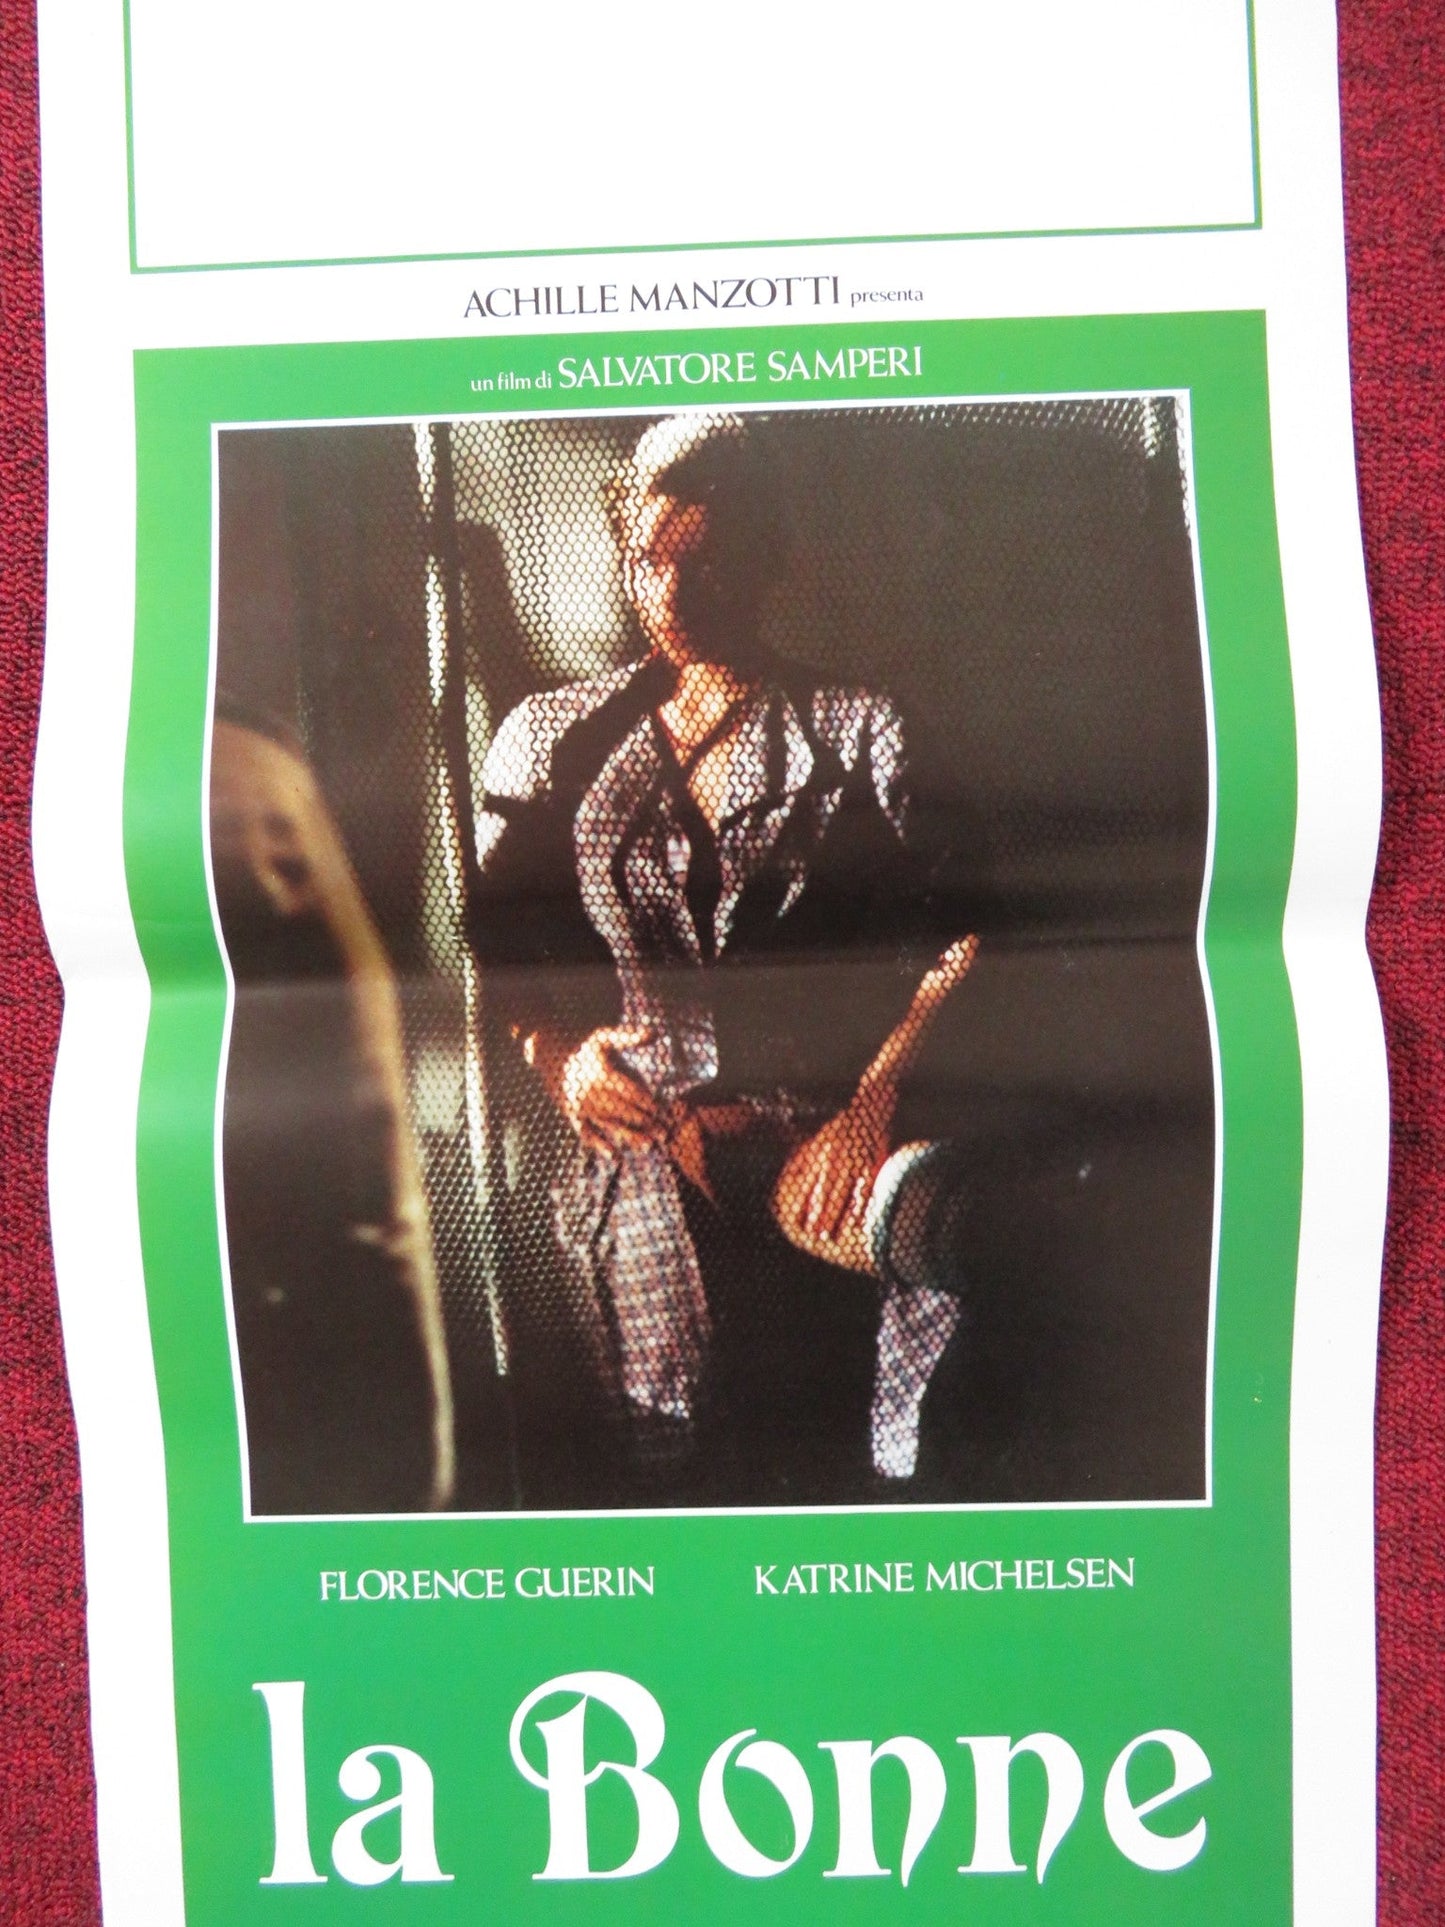 ACHILLE MANZOTTI presenta
un film di SALVATORE SAMPERI
FLORENCE GUERIN KATRINE MICHELSEN
la Bonne